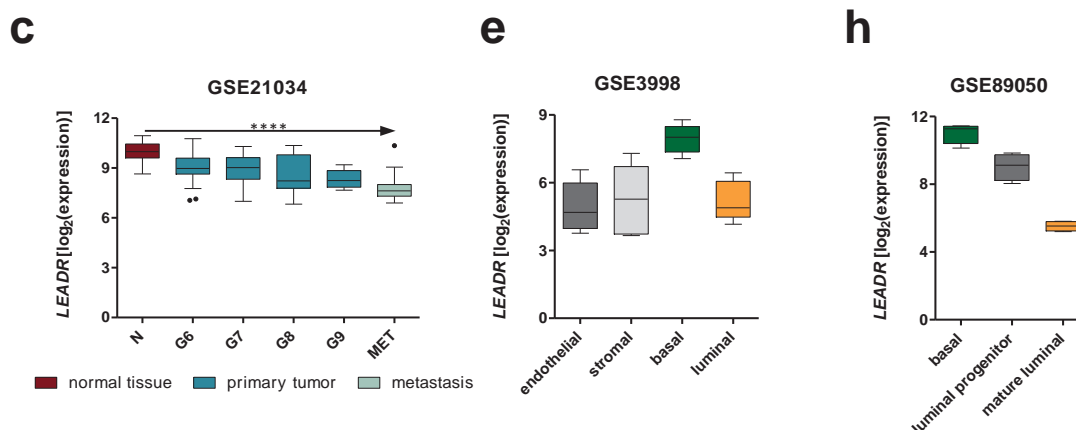 c
GSE21034
LEADR [log2(expression)]
12
9
6
3
0
****
N
G6
G7
G8
G9
MET
normal tissue
primary tumor
metastasis
e
GSE3998
LEADR [log2(expression)]
9
6
3
0
endothelial
stromal
basal
luminal
h
GSE89050
LEADR [log2(expression)]
12
8
4
0
basal
luminal progenitor
mature luminal